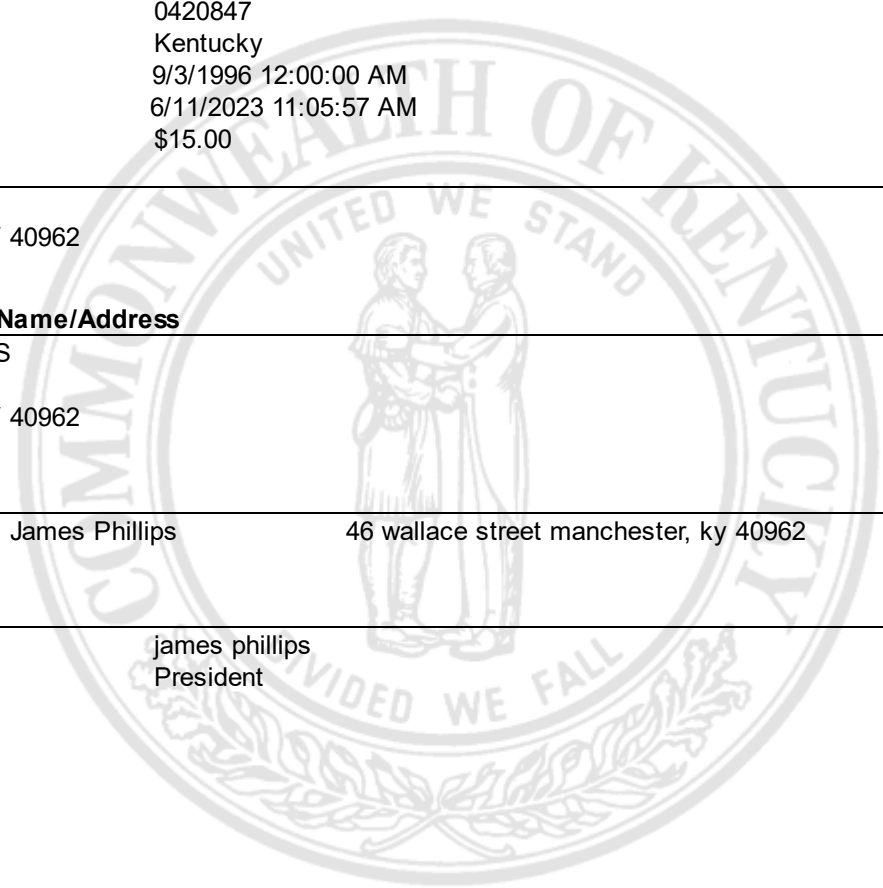 0420847
Kentucky
9/3/1996 12:00:00 AM
6/11/2023 11:05:57 AM
$15.00
COMMONWEALTH OF KENTUCKY
UNITED WE STAND
40962
Name/Address
S
40962
James Phillips 46 wallace street manchester, ky 40962
james phillips
President
DIVIDED WE FALL